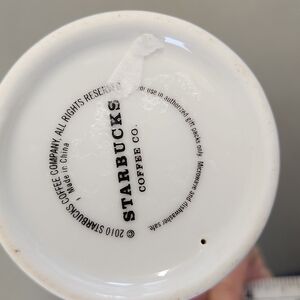 © 2010 STARBUCKS COFFEE COMPANY, ALL RIGHTS RESERVED
For use in authorized gift packs only. Microwave and dishwasher safe.
Made in China
STARBUCKS
COFFEE CO.